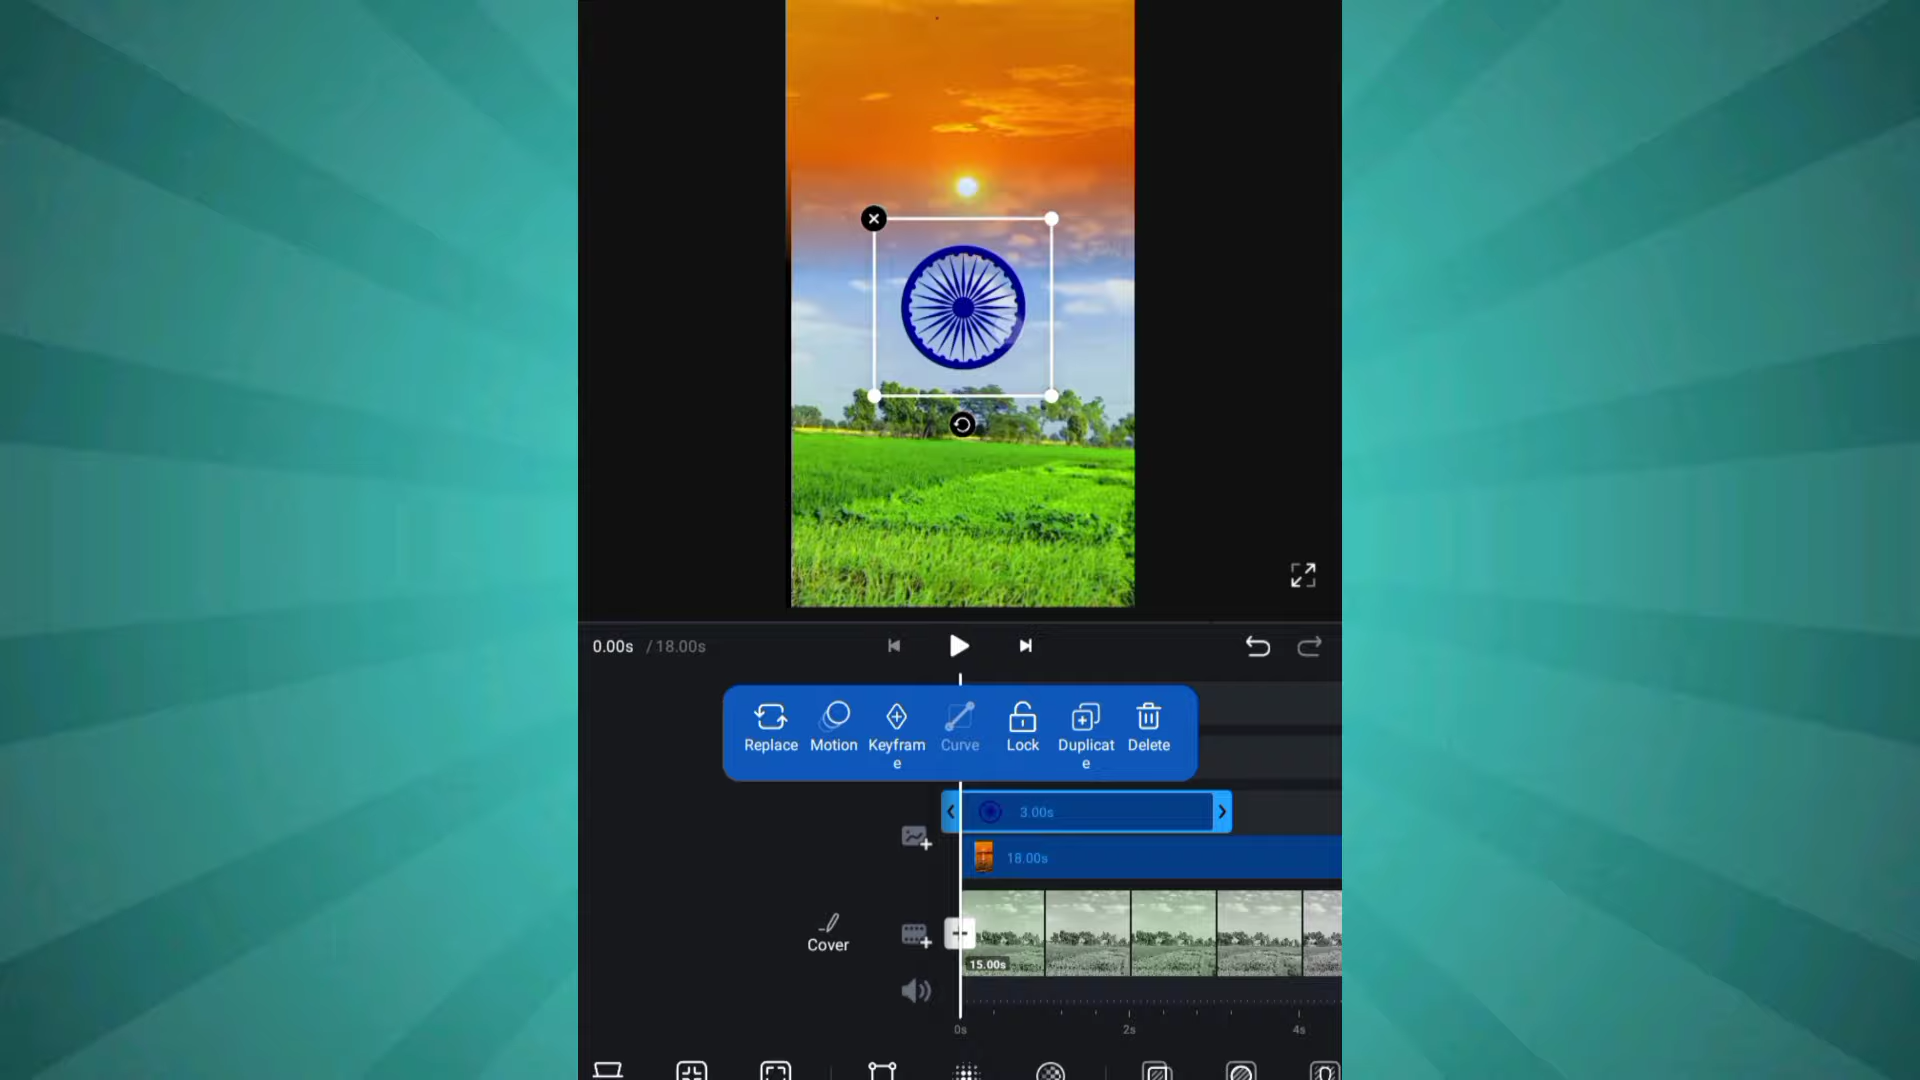 0.00s / 18.00s
Replace Motion Keyfram
e Curve Lock Duplicat
e Delete
3.00s
18.00s
Cover
15.00s
0s 2s 4s